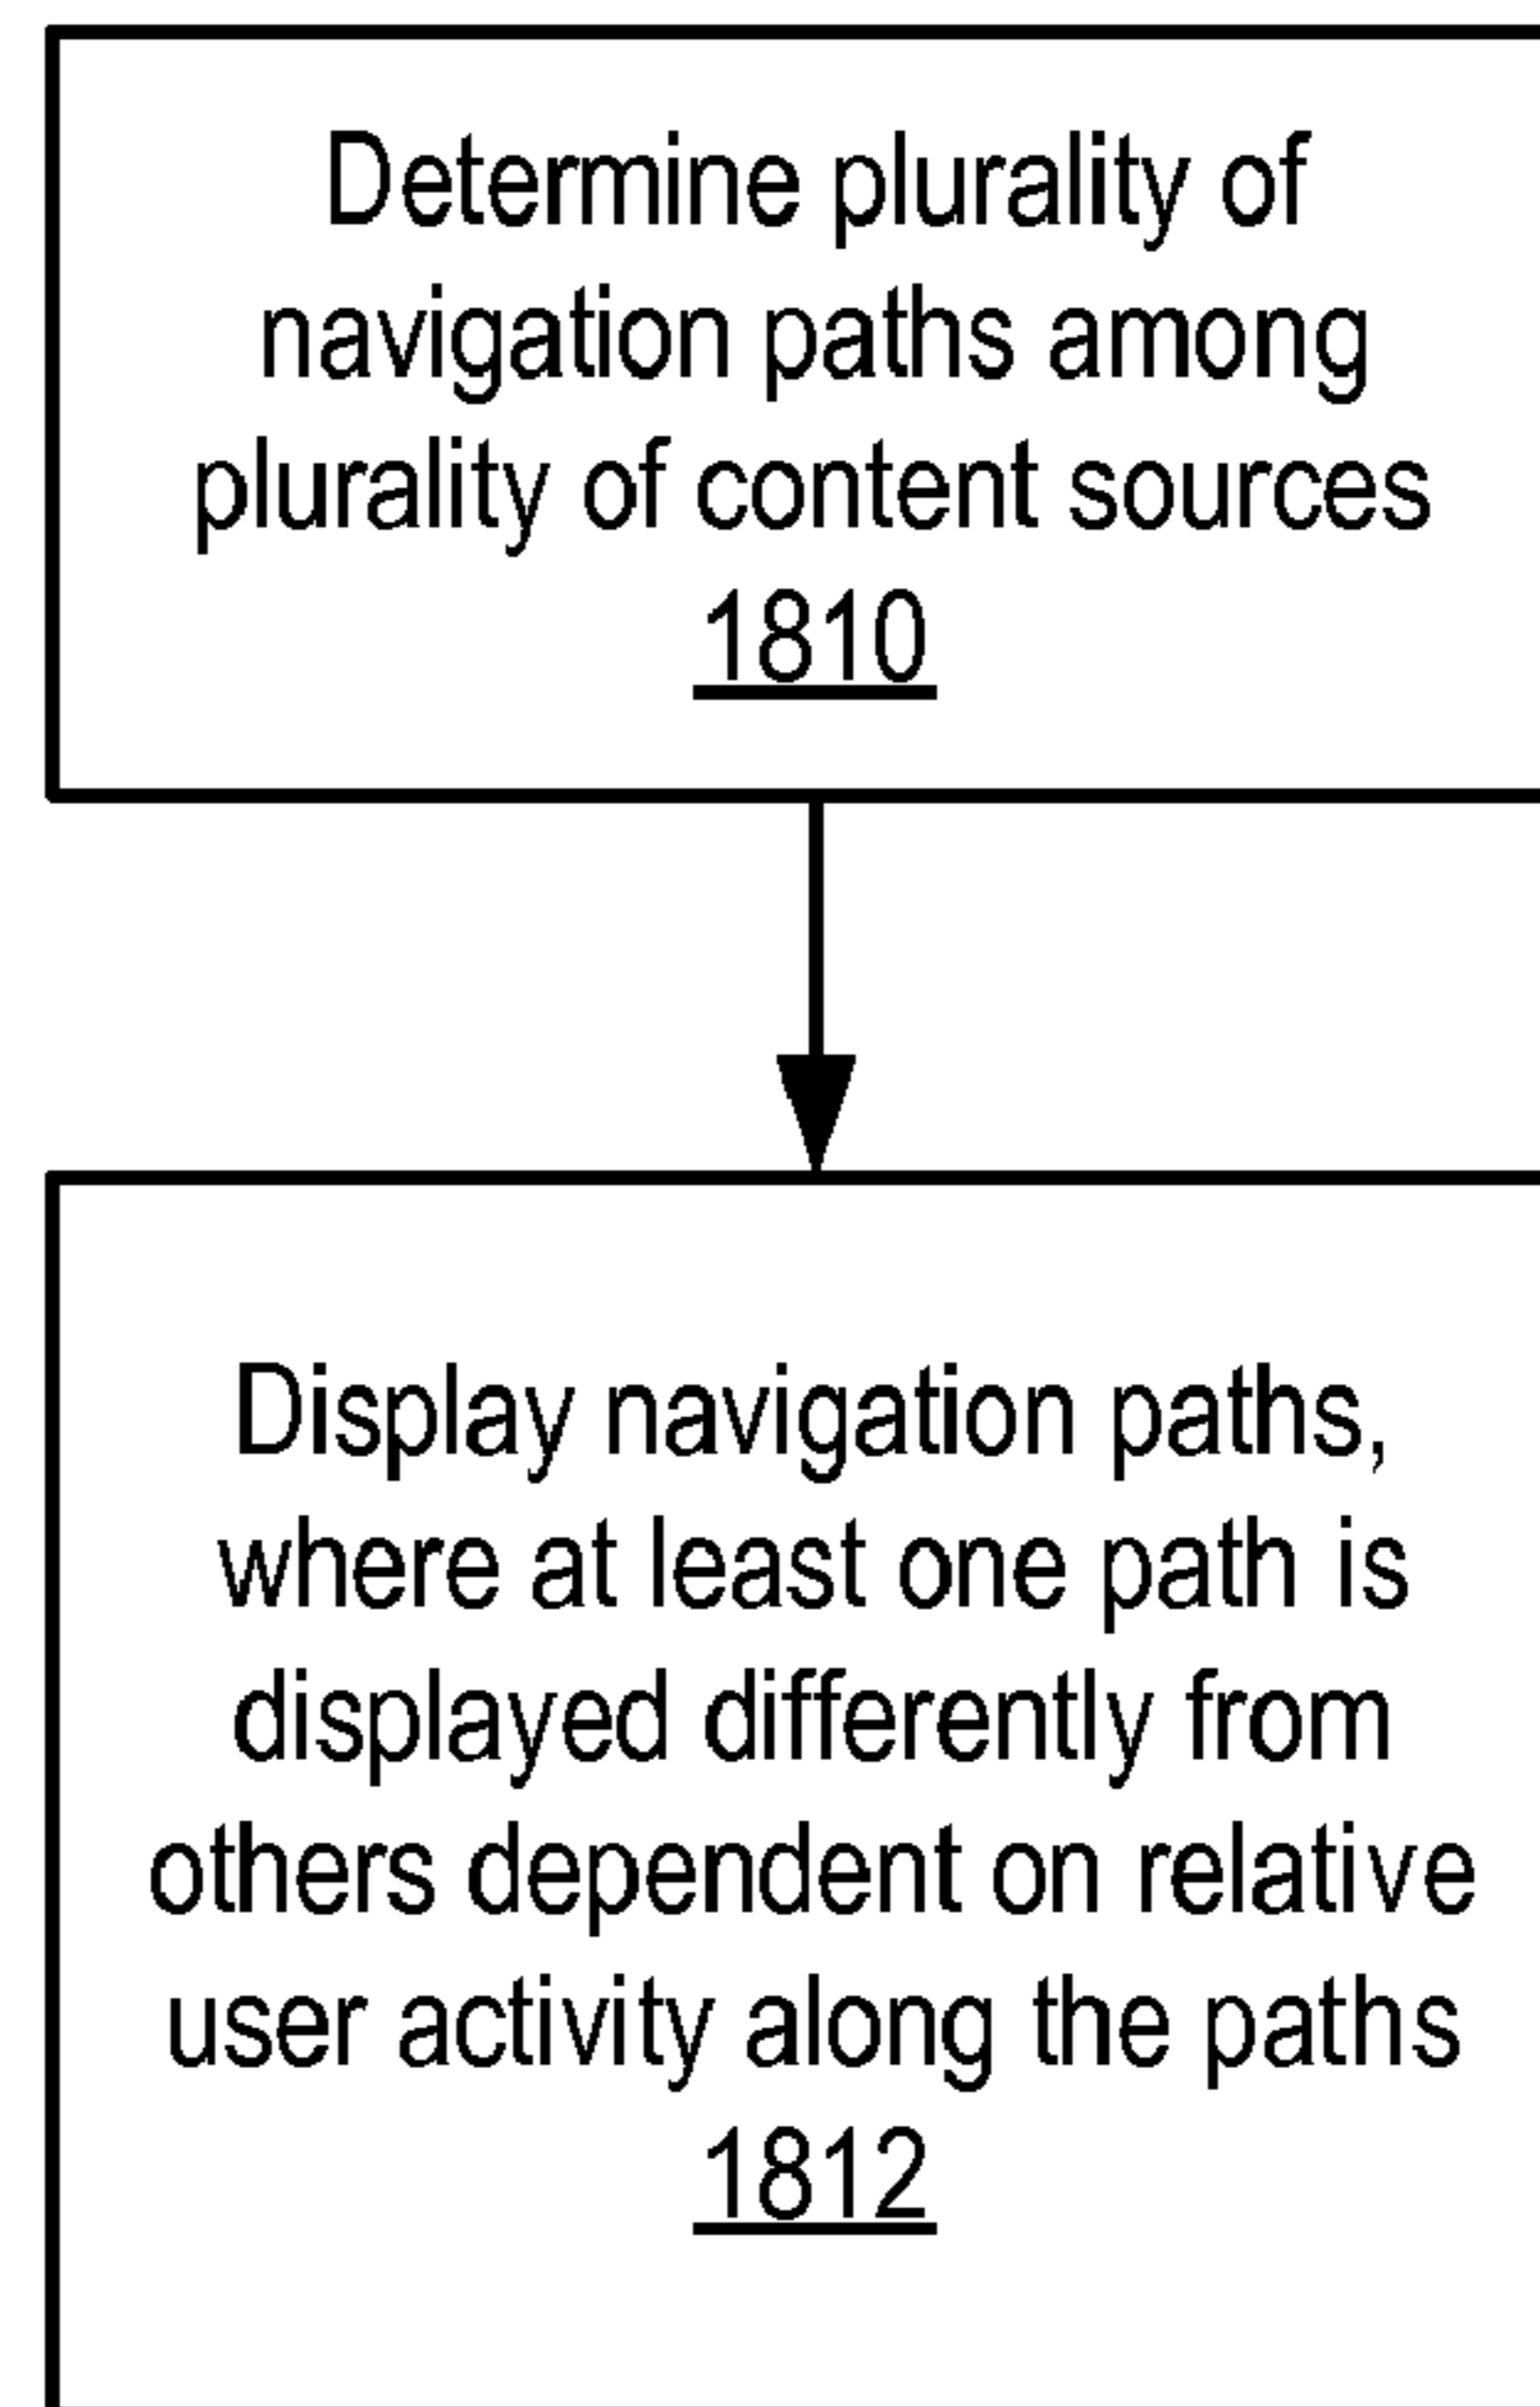 Determine plurality of
navigation paths among
plurality of content sources
1810
Display navigation paths,
where at least one path is
displayed differently from
others dependent on relative
user activity along the paths
1812